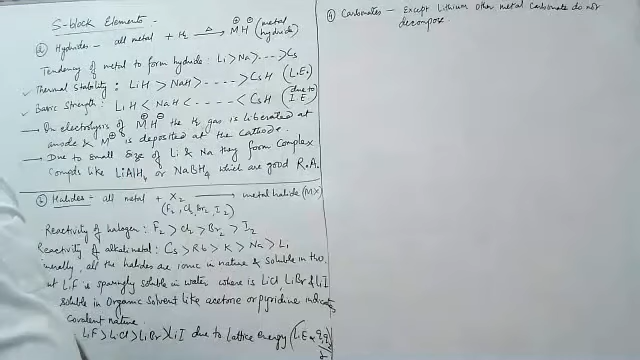 S-block Elements -
(a) Hydrides - all metal + H₂ —Δ→ M⊕H⊖ (metal hydride)
Tendency of metal to form hydride : Li > Na > ..... > Cs
✓ Thermal Stability : LiH > NaH > ..... > CsH (L.E.)
✓ Basic Strength : LiH < NaH < ..... < CsH (due to I.E.)
→ On electrolysis of M⊕H⊖ the H₂ gas is liberated at
anode & M⊕ is deposited at the cathode.
→ Due to small size of Li & Na they form complex
compds like LiAlH₄ or NaBH₄ which are good R.A.
(b) Halides - all metal + X₂ ⟶ metal halide (MX)
(F₂, Cl₂, Br₂, I₂)
Reactivity of halogen : F₂ > Cl₂ > Br₂ > I₂
Reactivity of alkali metal : Cs > Rb > K > Na > Li
all the halides are ionic in nature & soluble in
LiF is sparingly soluble in water where is LiCl LiBr & LiI
soluble in organic solvent like acetone or pyridine indicates
covalent nature.
LiF > LiCl > LiBr > LiI due to lattice energy (L.E ∝
(4) Carbonates - Except Lithium other metal Carbonate do not
decompose.